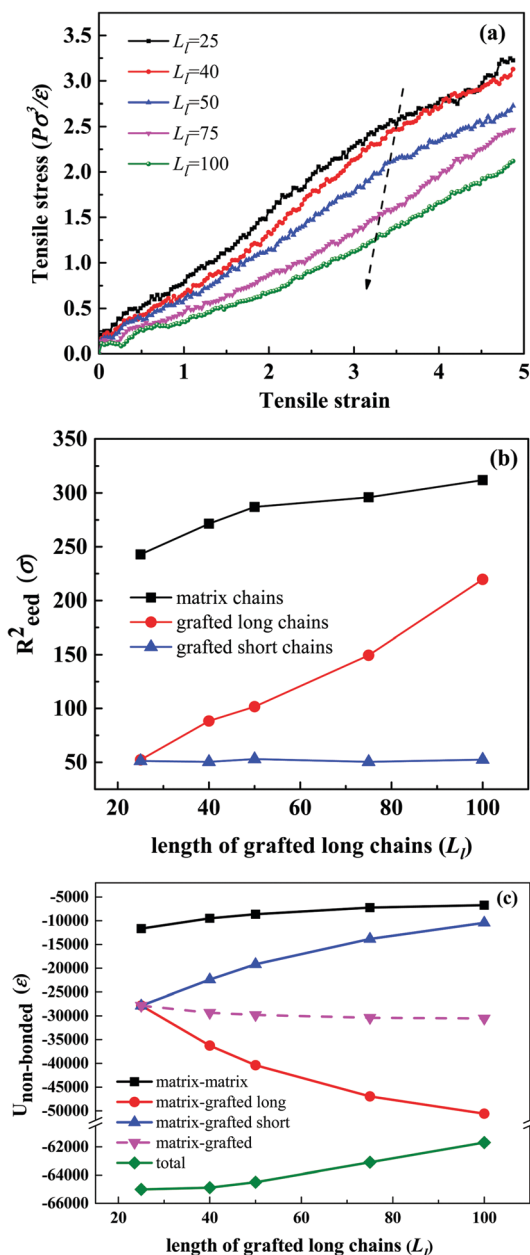 (a)
L_l=25
L_l=40
L_l=50
L_l=75
L_l=100
Tensile stress (Pσ³/ε)
3.5
3.0
2.5
2.0
1.5
1.0
0.5
0.0
0 1 2 3 4 5
Tensile strain
(b)
R²eed (σ)
350
300
250
200
150
100
50
matrix chains
grafted long chains
grafted short chains
20 40 60 80 100
length of grafted long chains (L_l)
(c)
U_non-bonded (ε)
-5000
-10000
-15000
-20000
-25000
-30000
-35000
-40000
-45000
-50000
-62000
-64000
-66000
matrix-matrix
matrix-grafted long
matrix-grafted short
matrix-grafted
total
20 40 60 80 100
length of grafted long chains (L_l)